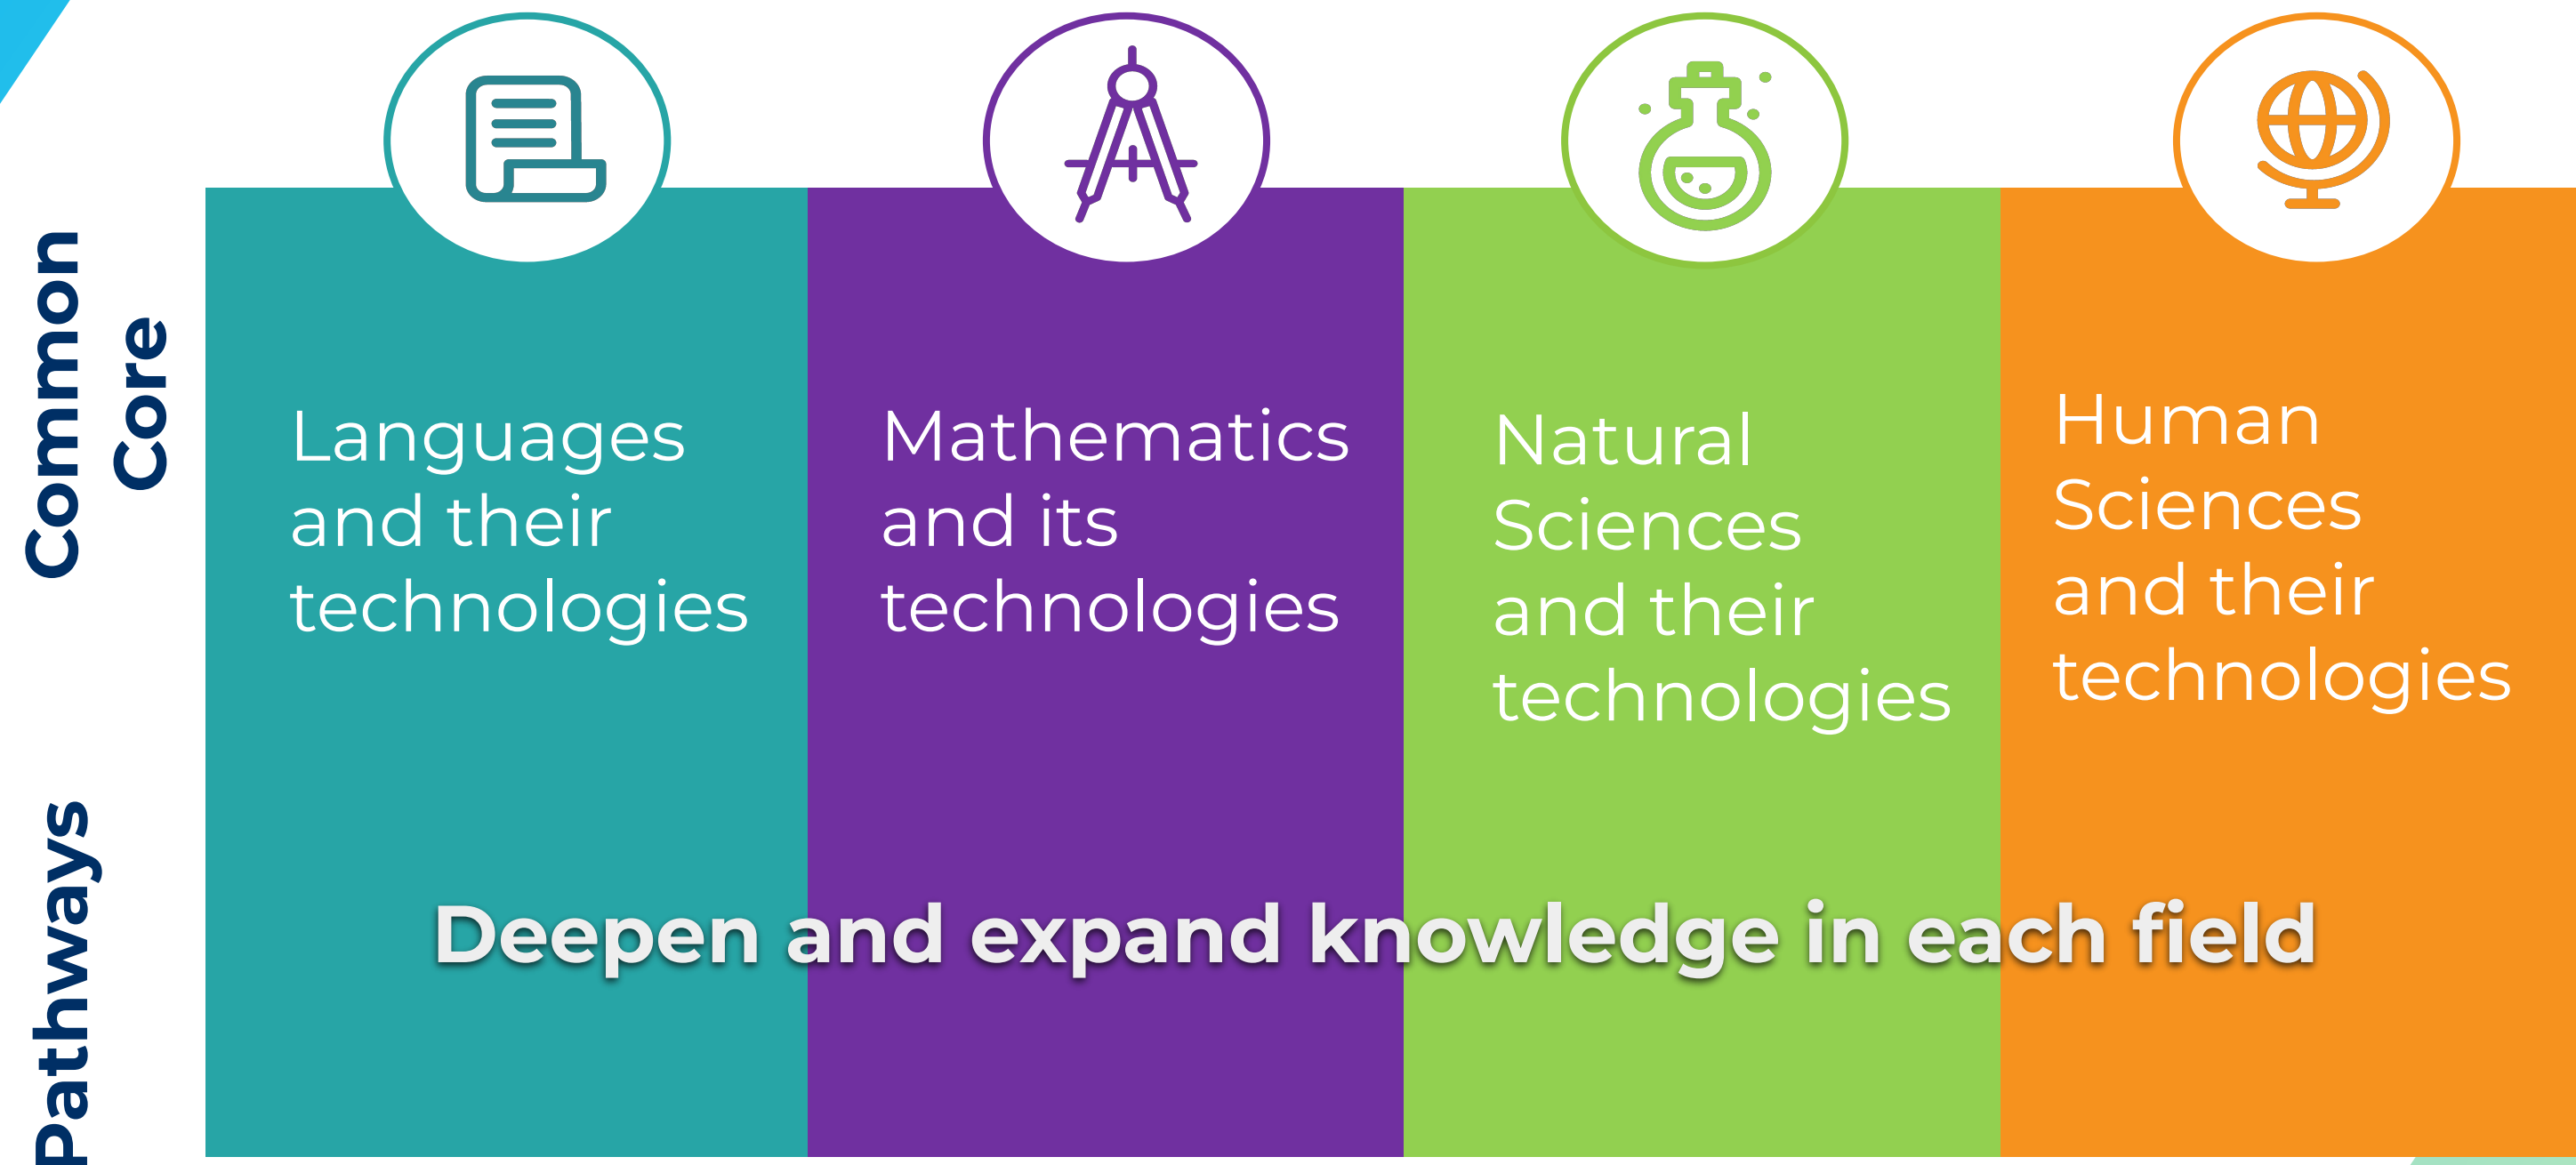 Common
Core
Languages
and their
technologies
Mathematics
and its
technologies
Natural
Sciences
and their
technologies
Human
Sciences
and their
technologies
Pathways
Deepen and expand knowledge in each field